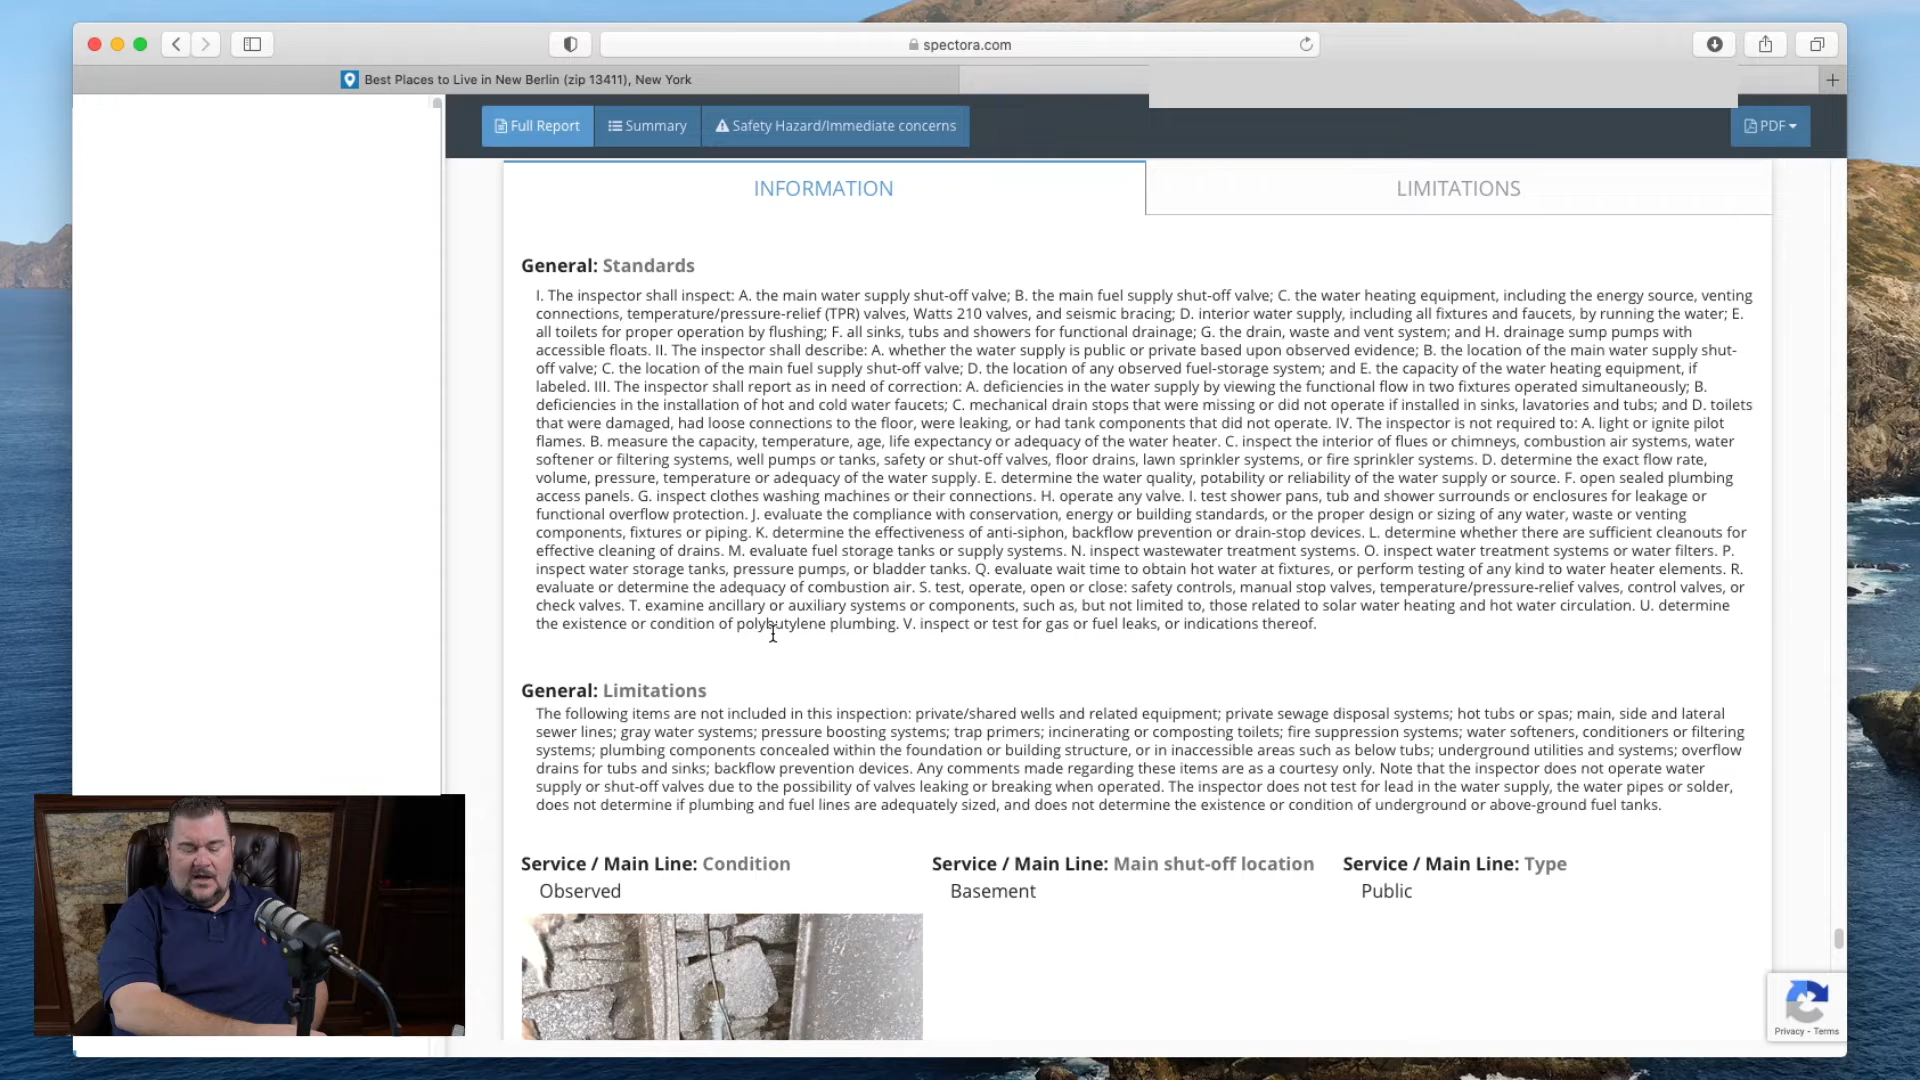 spectora.com
Best Places to Live in New Berlin (zip 13411), New York
Full Report
Summary
Safety Hazard/Immediate concerns
PDF
INFORMATION
LIMITATIONS
General: Standards
I. The inspector shall inspect: A. the main water supply shut-off valve; B. the main fuel supply shut-off valve; C. the water heating equipment, including the energy source, venting
connections, temperature/pressure-relief (TPR) valves, Watts 210 valves, and seismic bracing; D. interior water supply, including all fixtures and faucets, by running the water; E.
all toilets for proper operation by flushing; F. all sinks, tubs and showers for functional drainage; G. the drain, waste and vent system; and H. drainage sump pumps with
accessible floats. II. The inspector shall describe: A. whether the water supply is public or private based upon observed evidence; B. the location of the main water supply shut-
off valve; C. the location of the main fuel supply shut-off valve; D. the location of any observed fuel-storage system; and E. the capacity of the water heating equipment, if
labeled. III. The inspector shall report as in need of correction: A. deficiencies in the water supply by viewing the functional flow in two fixtures operated simultaneously; B.
deficiencies in the installation of hot and cold water faucets; C. mechanical drain stops that were missing or did not operate if installed in sinks, lavatories and tubs; and D. toilets
that were damaged, had loose connections to the floor, were leaking, or had tank components that did not operate. IV. The inspector is not required to: A. light or ignite pilot
flames. B. measure the capacity, temperature, age, life expectancy or adequacy of the water heater. C. inspect the interior of flues or chimneys, combustion air systems, water
softener or filtering systems, well pumps or tanks, safety or shut-off valves, floor drains, lawn sprinkler systems, or fire sprinkler systems. D. determine the exact flow rate,
volume, pressure, temperature or adequacy of the water supply. E. determine the water quality, potability or reliability of the water supply or source. F. open sealed plumbing
access panels. G. inspect clothes washing machines or their connections. H. operate any valve. I. test shower pans, tub and shower surrounds or enclosures for leakage or
functional overflow protection. J. evaluate the compliance with conservation, energy or building standards, or the proper design or sizing of any water, waste or venting
components, fixtures or piping. K. determine the effectiveness of anti-siphon, backflow prevention or drain-stop devices. L. determine whether there are sufficient cleanouts for
effective cleaning of drains. M. evaluate fuel storage tanks or supply systems. N. inspect wastewater treatment systems. O. inspect water treatment systems or water filters. P.
inspect water storage tanks, pressure pumps, or bladder tanks. Q. evaluate wait time to obtain hot water at fixtures, or perform testing of any kind to water heater elements. R.
evaluate or determine the adequacy of combustion air. S. test, operate, open or close: safety controls, manual stop valves, temperature/pressure-relief valves, control valves, or
check valves. T. examine ancillary or auxiliary systems or components, such as, but not limited to, those related to solar water heating and hot water circulation. U. determine
the existence or condition of polybutylene plumbing. V. inspect or test for gas or fuel leaks, or indications thereof.
General: Limitations
The following items are not included in this inspection: private/shared wells and related equipment; private sewage disposal systems; hot tubs or spas; main, side and lateral
sewer lines; gray water systems; pressure boosting systems; trap primers; incinerating or composting toilets; fire suppression systems; water softeners, conditioners or filtering
systems; plumbing components concealed within the foundation or building structure, or in inaccessible areas such as below tubs; underground utilities and systems; overflow
drains for tubs and sinks; backflow prevention devices. Any comments made regarding these items are as a courtesy only. Note that the inspector does not operate water
supply or shut-off valves due to the possibility of valves leaking or breaking when operated. The inspector does not test for lead in the water supply, the water pipes or solder,
does not determine if plumbing and fuel lines are adequately sized, and does not determine the existence or condition of underground or above-ground fuel tanks.
Service / Main Line: Condition
Observed
Service / Main Line: Main shut-off location
Basement
Service / Main Line: Type
Public
Privacy - Terms